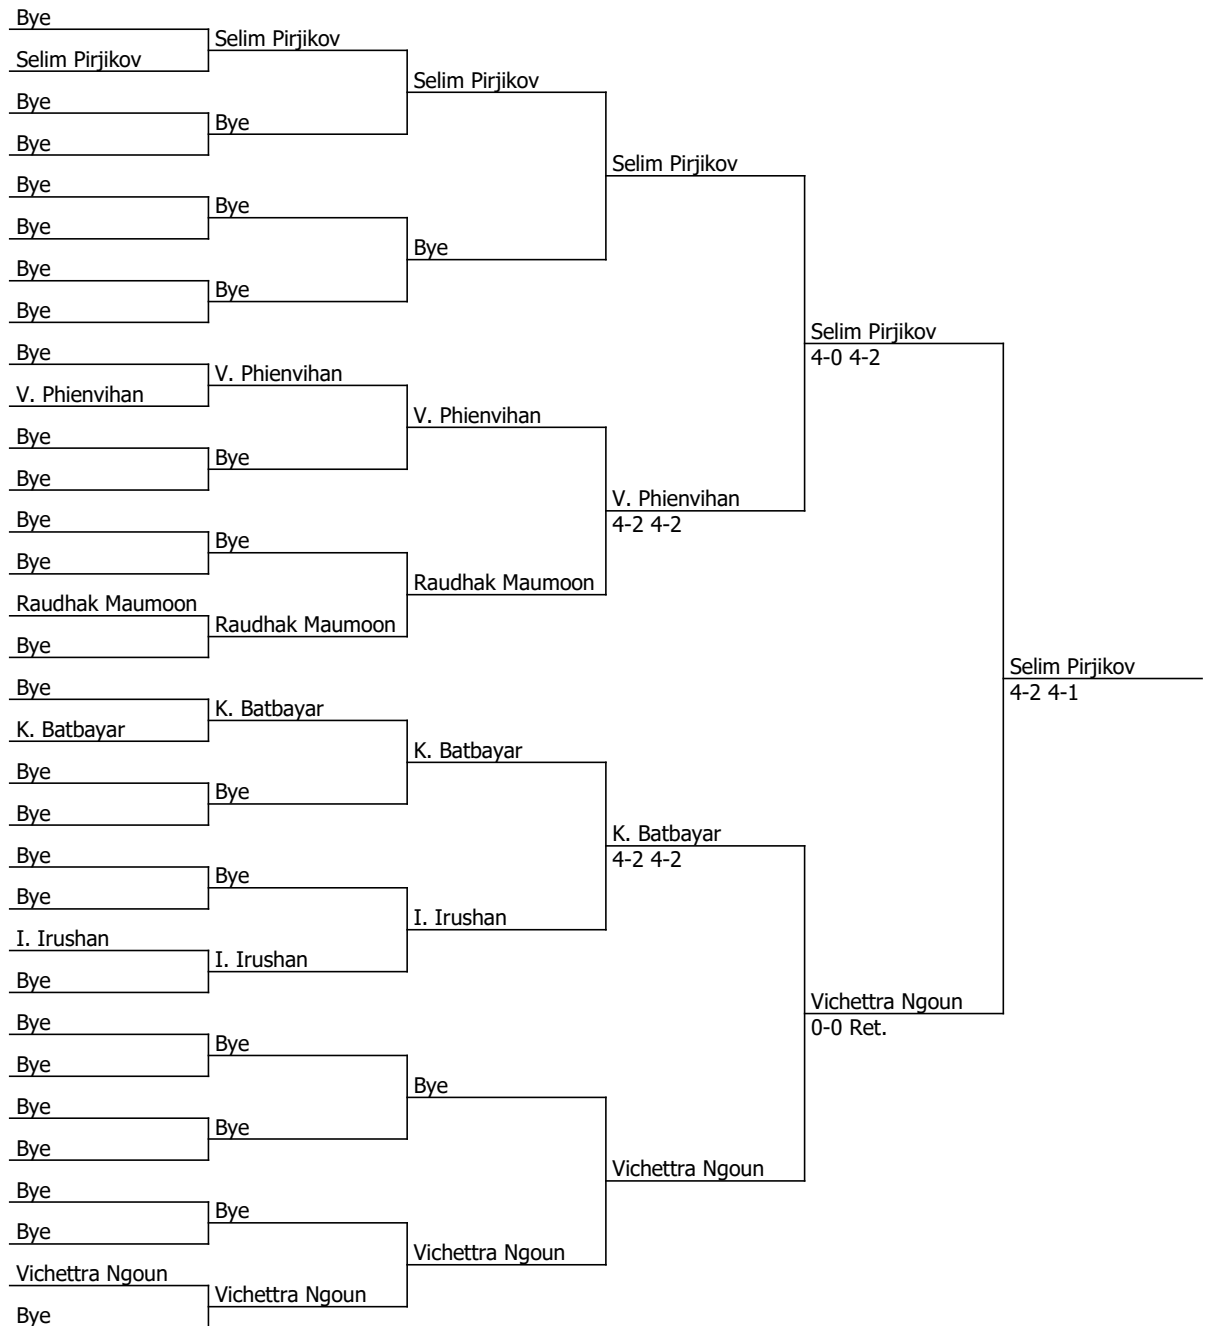 Bye
Selim Pirjikov
Selim Pirjikov
Selim Pirjikov
Bye
Bye
Bye
Selim Pirjikov
Bye
Bye
Bye
Bye
Bye
Bye
Bye
Selim Pirjikov
4-0 4-2
Bye
V. Phienvihan
V. Phienvihan
V. Phienvihan
Bye
Bye
Bye
V. Phienvihan
4-2 4-2
Bye
Bye
Bye
Raudhak Maumoon
Raudhak Maumoon
Raudhak Maumoon
Bye
Selim Pirjikov
4-2 4-1
Bye
K. Batbayar
K. Batbayar
K. Batbayar
Bye
Bye
Bye
K. Batbayar
4-2 4-2
Bye
Bye
Bye
I. Irushan
I. Irushan
I. Irushan
Bye
Vichettra Ngoun
0-0 Ret.
Bye
Bye
Bye
Bye
Bye
Bye
Bye
Vichettra Ngoun
Bye
Bye
Bye
Vichettra Ngoun
Vichettra Ngoun
Vichettra Ngoun
Bye